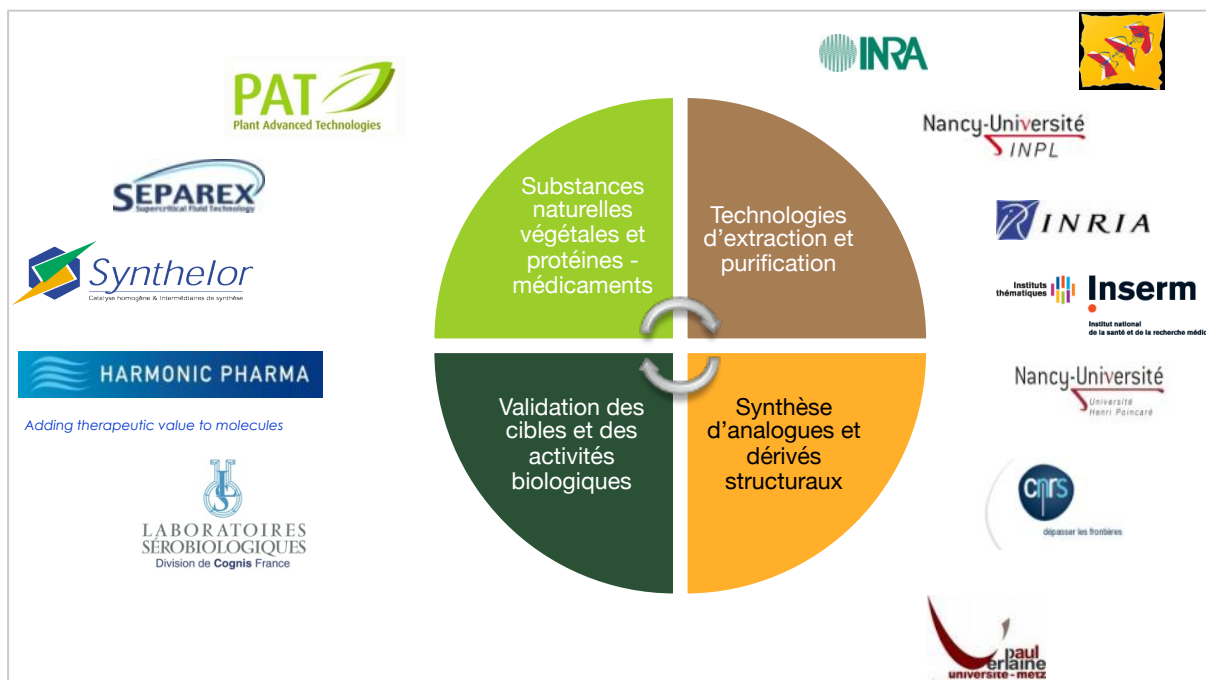 INRA
PAT
Plant Advanced Technologies
Nancy-Université
INPL
SEPAREX
Supercritical Fluid Technology
Substances
naturelles
végétales et
protéines -
médicaments
Technologies
d'extraction et
purification
INRIA
Synthelor
Catalyse homogène & Intermédiaires de synthèse
Instituts
thématiques
Inserm
Institut national
de la santé et de la recherche médic
HARMONIC PHARMA
Adding therapeutic value to molecules
Nancy-Université
Université
Henri Poincaré
Validation des
cibles et des
activités
biologiques
Synthèse
d'analogues et
dérivés
structuraux
LABORATOIRES
SÉROBIOLOGIQUES
Division de Cognis France
cnrs
dépasser les frontières
paul
verlaine
université - metz